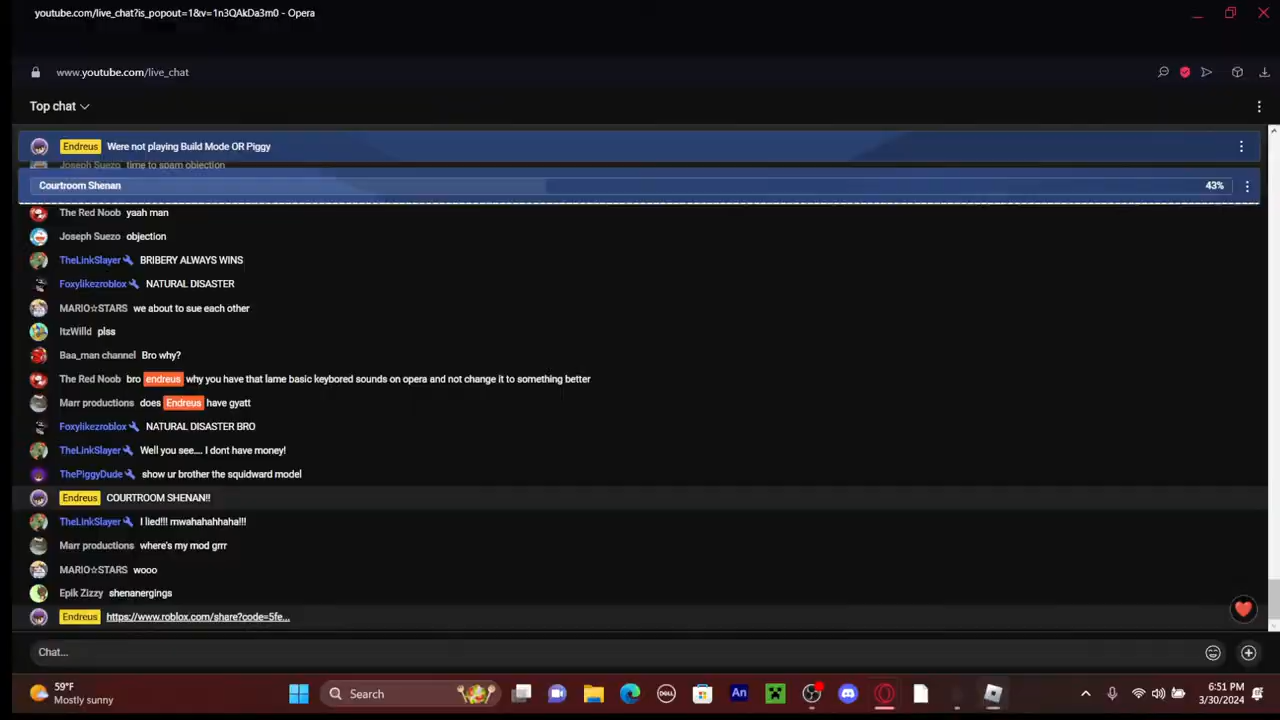 youtube.com/live_chat?is_popout=1&v=1n3QAkDa3m0 - Opera
www.youtube.com/live_chat
Top chat
Endreus Were not playing Build Mode OR Piggy
Joseph Suezo time to spam objection
Courtroom Shenan 43%
The Red Noob yaah man
Joseph Suezo objection
TheLinkSlayer BRIBERY ALWAYS WINS
Foxylikezroblox NATURAL DISASTER
MARIO☆STARS we about to sue each other
ItzWilld plss
Baa_man channel Bro why?
The Red Noob bro endreus why you have that lame basic keybored sounds on opera and not change it to something better
Marr productions does Endreus have gyatt
Foxylikezroblox NATURAL DISASTER BRO
TheLinkSlayer Well you see.... I dont have money!
ThePiggyDude show ur brother the squidward model
Endreus COURTROOM SHENAN!!
TheLinkSlayer I lied!!! mwahahahhaha!!!
Marr productions where's my mod grrr
MARIO☆STARS wooo
Epik Zizzy shenanergings
Endreus https://www.roblox.com/share?code=5fe...
Chat...
59°F
Mostly sunny
Search
DELL
An
6:51 PM
3/30/2024